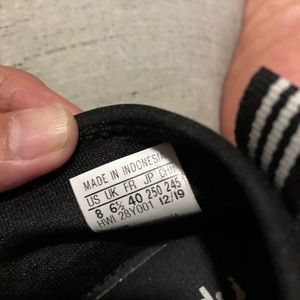 MADE IN INDONESIA
US UK FR JP CHN
8 6½ 40 250 245
HWI 28Y001 12/19